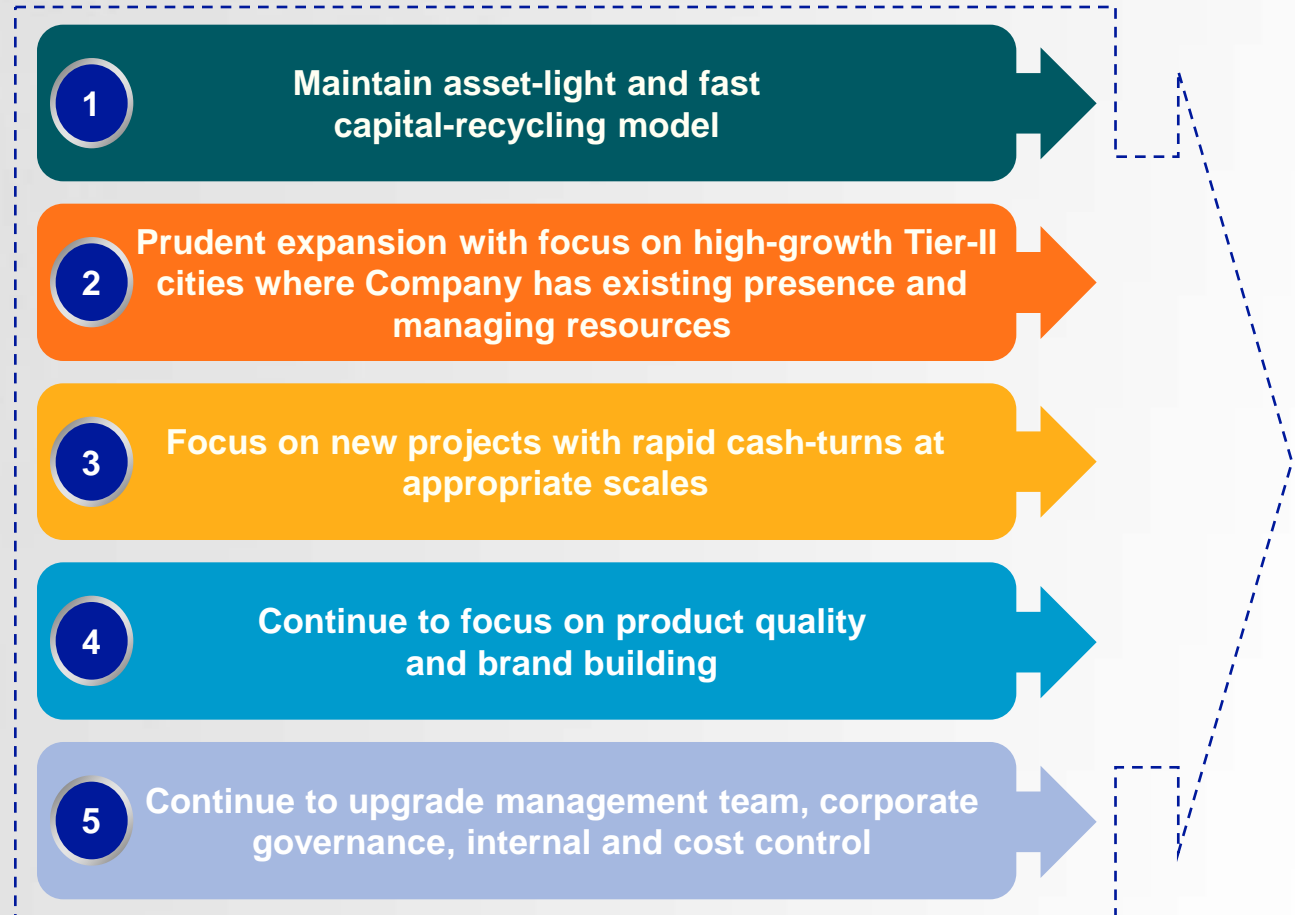 1
Maintain asset-light and fast
capital-recycling model
2
Prudent expansion with focus on high-growth Tier-II
cities where Company has existing presence and
managing resources
3
Focus on new projects with rapid cash-turns at
appropriate scales
4
Continue to focus on product quality
and brand building
5
Continue to upgrade management team, corporate
governance, internal and cost control